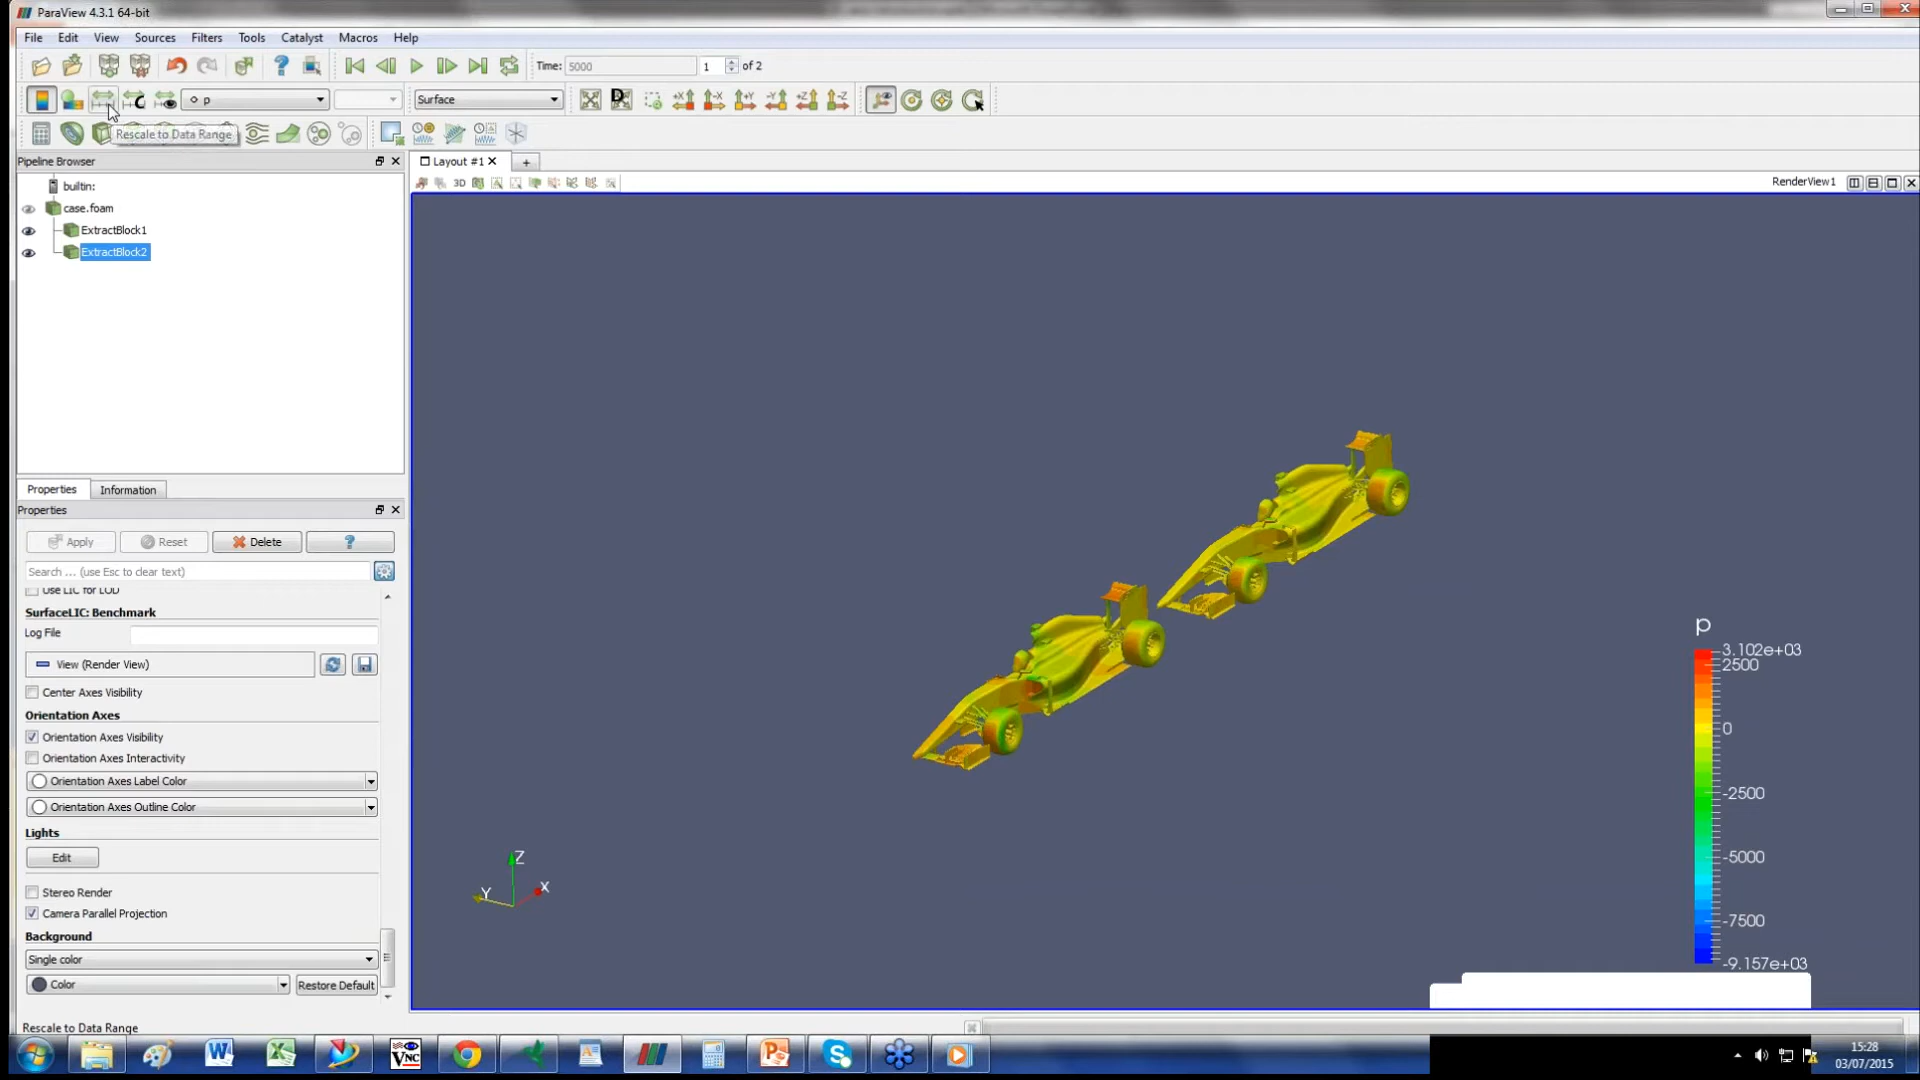 ParaView 4.3.1 64-bit
File Edit View Sources Filters Tools Catalyst Macros Help
Time: 5000 1 of 2
p Surface
Rescale to Data Range
Pipeline Browser
Layout #1
builtin:
3D
RenderView1
case.foam
ExtractBlock1
ExtractBlock2
Properties Information
Properties
Apply Reset Delete ?
Search ... (use Esc to clear text)
Use LIC for LOD
SurfaceLIC: Benchmark
Log File
View (Render View)
Center Axes Visibility
Orientation Axes
Orientation Axes Visibility
Orientation Axes Interactivity
Orientation Axes Label Color
Orientation Axes Outline Color
Lights
Edit
Stereo Render
Camera Parallel Projection
Background
Single color
Color Restore Default
Z
Y X
p
3.102e+03
2500
0
-2500
-5000
-7500
-9.157e+03
Rescale to Data Range
15:28
03/07/2015